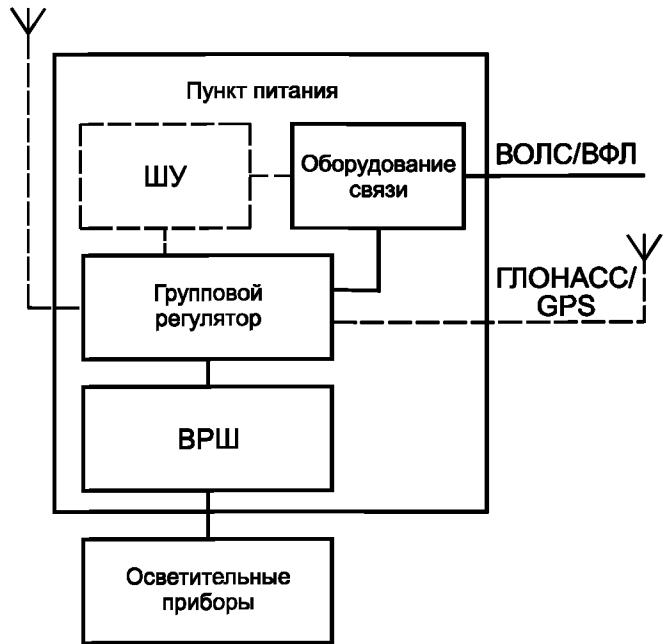 Пункт питания
ШУ
Оборудование
связи
ВОЛС/ВФЛ
Групповой
регулятор
ГЛОНАСС/
GPS
ВРШ
Осветительные
приборы